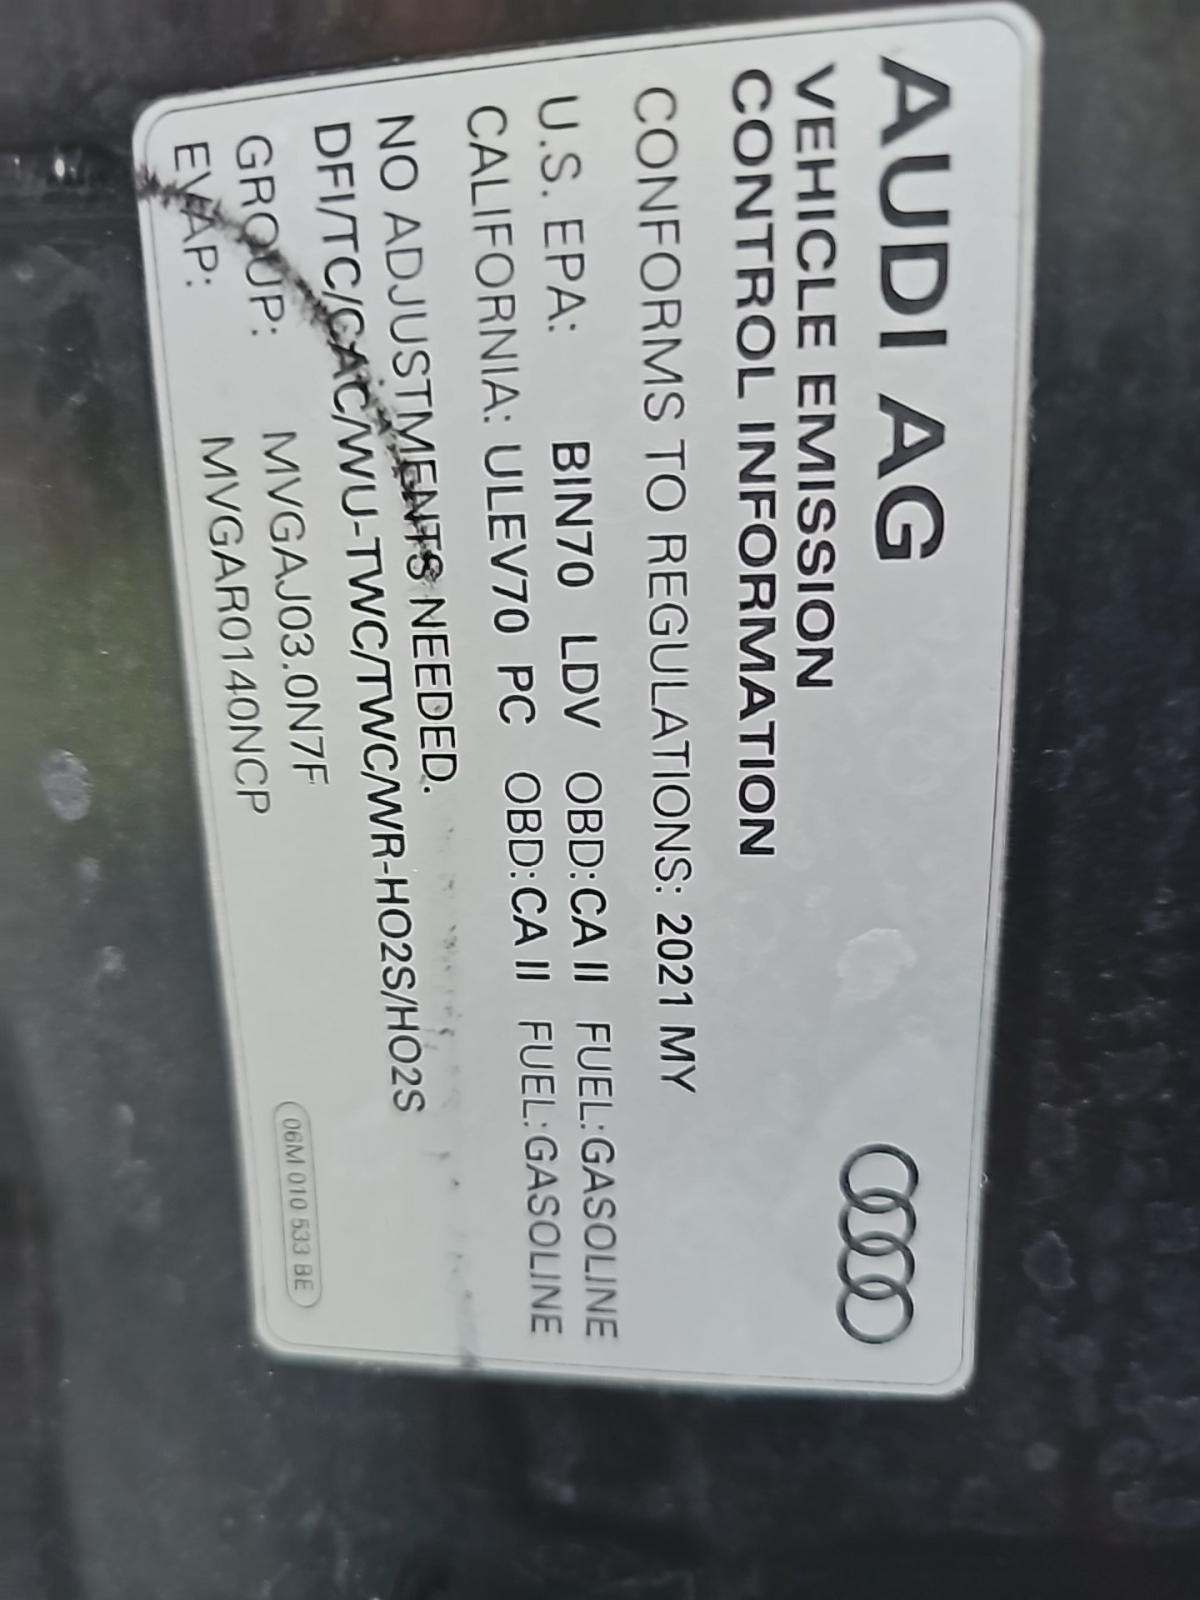 AUDI AG
VEHICLE EMISSION
CONTROL INFORMATION
CONFORMS TO REGULATIONS: 2021 MY
U.S. EPA: BIN70 LDV OBD:CA II FUEL:GASOLINE
CALIFORNIA: ULEV70 PC OBD:CA II FUEL:GASOLINE
NO ADJUSTMENTS NEEDED.
DFI/TC/CAC/WU-TWC/TWC/WR-HO2S/HO2S
GROUP: MVGAJ03.0N7F
EVAP: MVGAR0140NCP
06M 010 533 BE